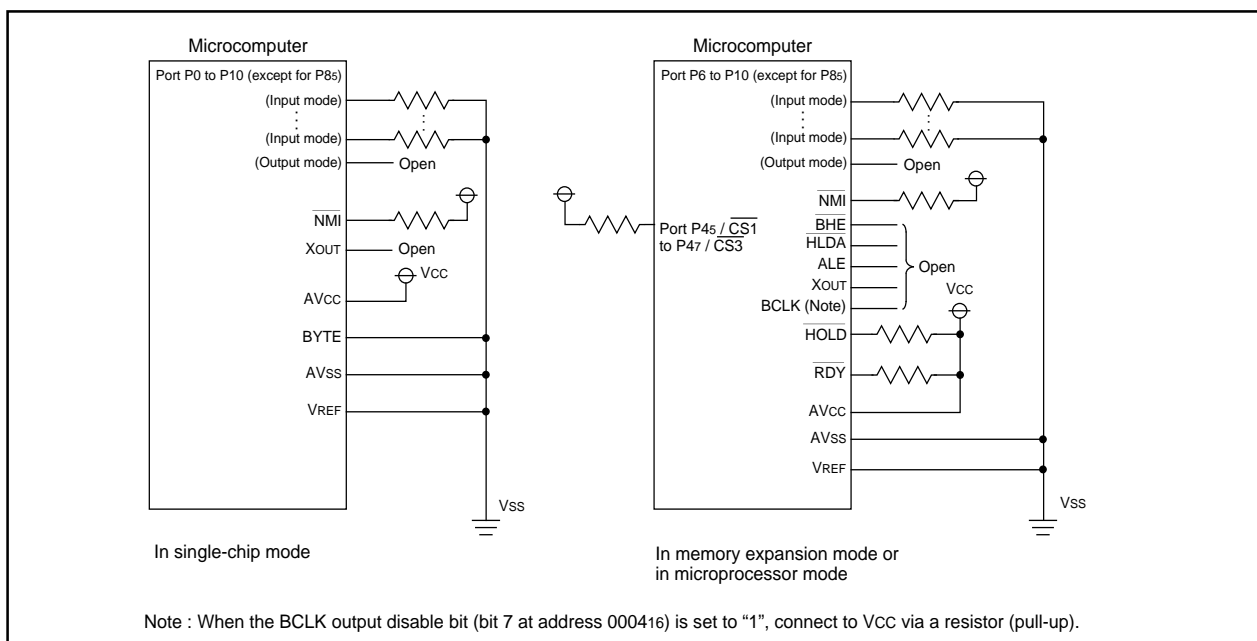 Microcomputer
Port P0 to P10 (except for P85)
(Input mode)
(Input mode)
(Output mode)
Open
NMI
XOUT
Open
VCC
AVCC
BYTE
AVSS
VREF
VSS
In single-chip mode
Microcomputer
Port P6 to P10 (except for P85)
(Input mode)
(Input mode)
(Output mode)
Open
NMI
Port P45 / CS1
to P47 / CS3
BHE
HLDA
ALE
XOUT
BCLK (Note)
Open
VCC
HOLD
RDY
AVCC
AVSS
VREF
VSS
In memory expansion mode or
in microprocessor mode
Note : When the BCLK output disable bit (bit 7 at address 000416) is set to “1”, connect to VCC via a resistor (pull-up).